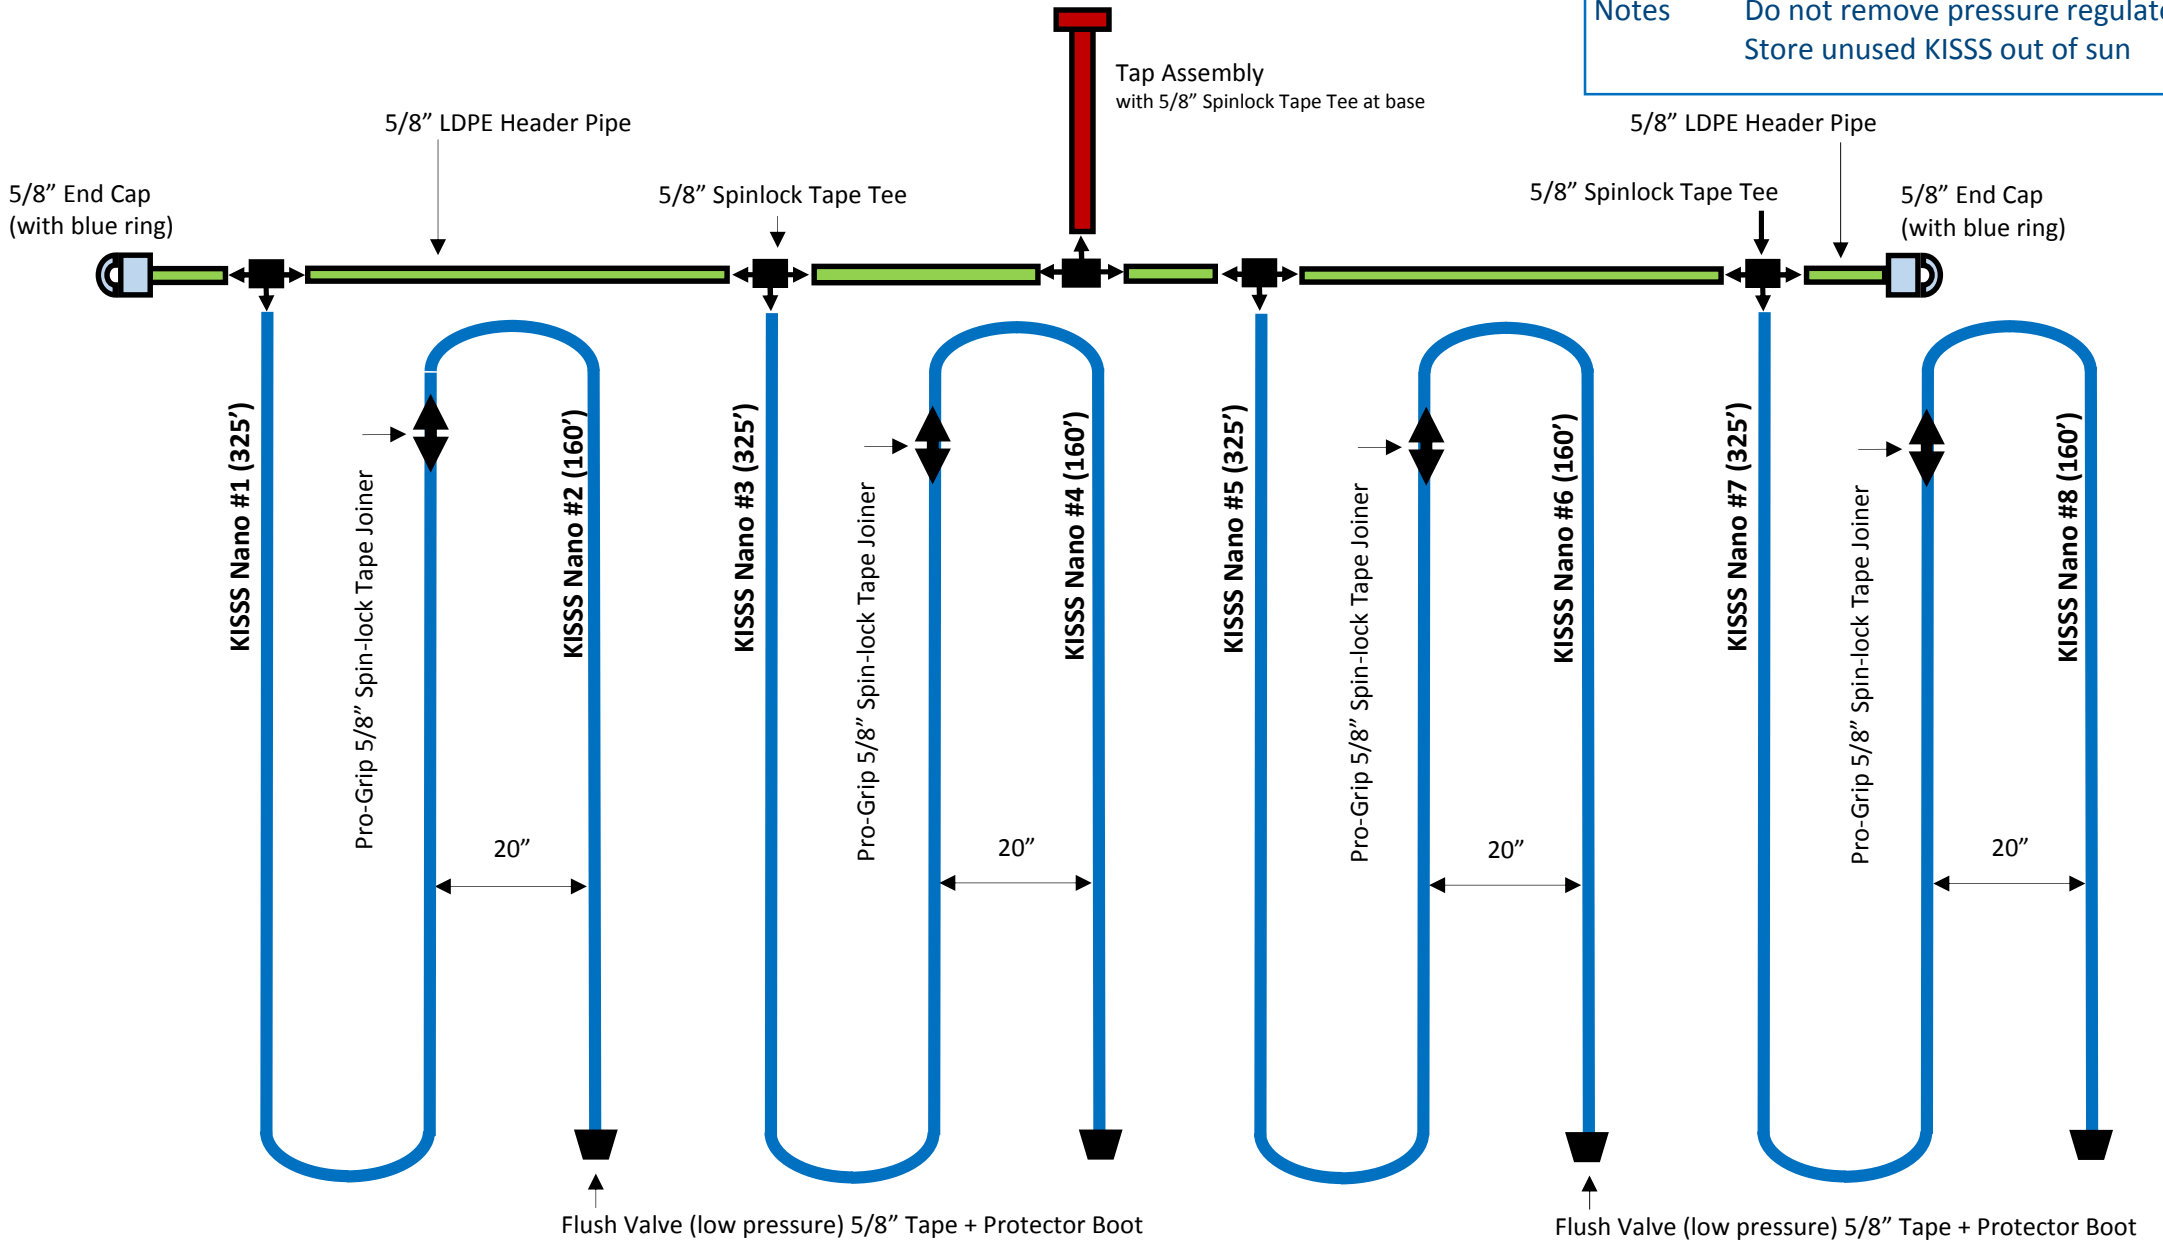 Notes Do not remove pressure
Store unused KISSS out of sun
Tap Assembly
with 5/8” Spinlock Tape Tee at base
5/8” LDPE Header Pipe
5/8” LDPE Header Pipe
5/8” End Cap
(with blue ring)
5/8” Spinlock Tape Tee
5/8” Spinlock Tape Tee
5/8” End Cap
(with blue ring)
KISSS Nano #1 (325’)
Pro-Grip 5/8” Spin-lock Tape Joiner
KISSS Nano #2 (160’)
KISSS Nano #3 (325’)
Pro-Grip 5/8” Spin-lock Tape Joiner
KISSS Nano #4 (160’)
KISSS Nano #5 (325’)
Pro-Grip 5/8” Spin-lock Tape Joiner
KISSS Nano #6 (160’)
KISSS Nano #7 (325’)
Pro-Grip 5/8” Spin-lock Tape Joiner
KISSS Nano #8 (160’)
20”
20”
20”
20”
Flush Valve (low pressure) 5/8” Tape + Protector Boot
Flush Valve (low pressure) 5/8” Tape + Protector Boot